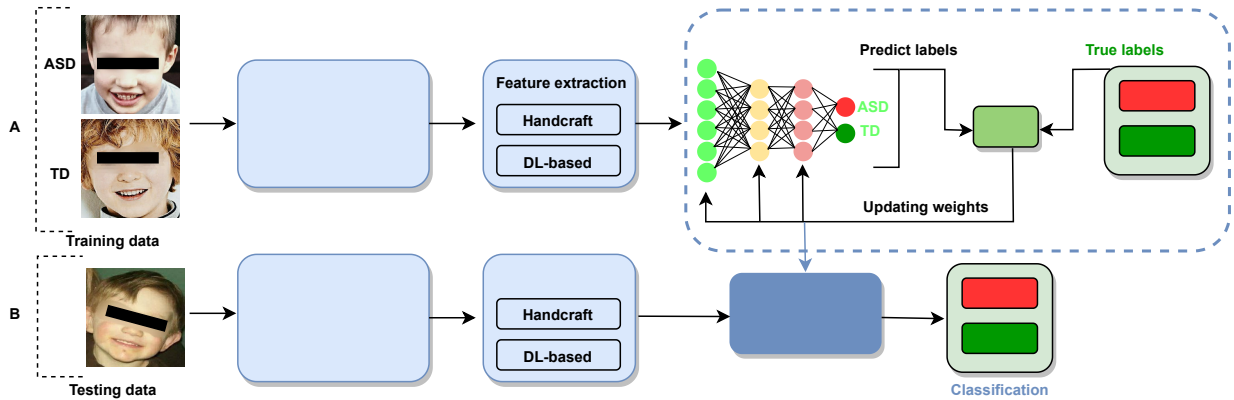 A
ASD
TD
Training data
Feature extraction
Handcraft
DL-based
ASD
TD
Predict labels
True labels
Updating weights
B
Testing data
Handcraft
DL-based
Classification